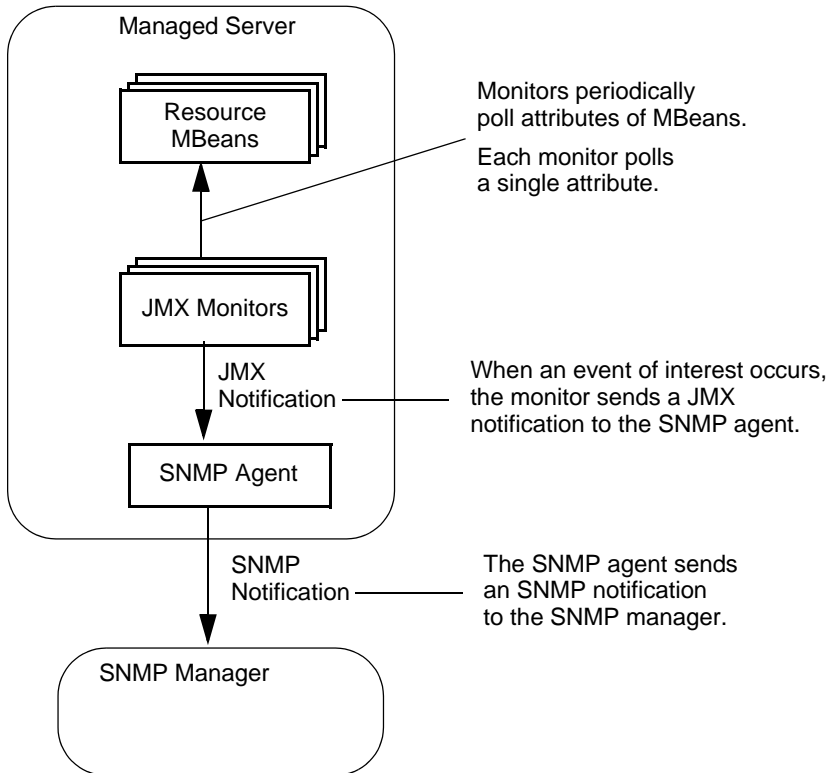 Managed Server
Resource
MBeans
Monitors periodically
poll attributes of MBeans.
Each monitor polls
a single attribute.
JMX Monitors
JMX
Notification
When an event of interest occurs,
the monitor sends a JMX
notification to the SNMP agent.
SNMP Agent
SNMP
Notification
The SNMP agent sends
an SNMP notification
to the SNMP manager.
SNMP Manager